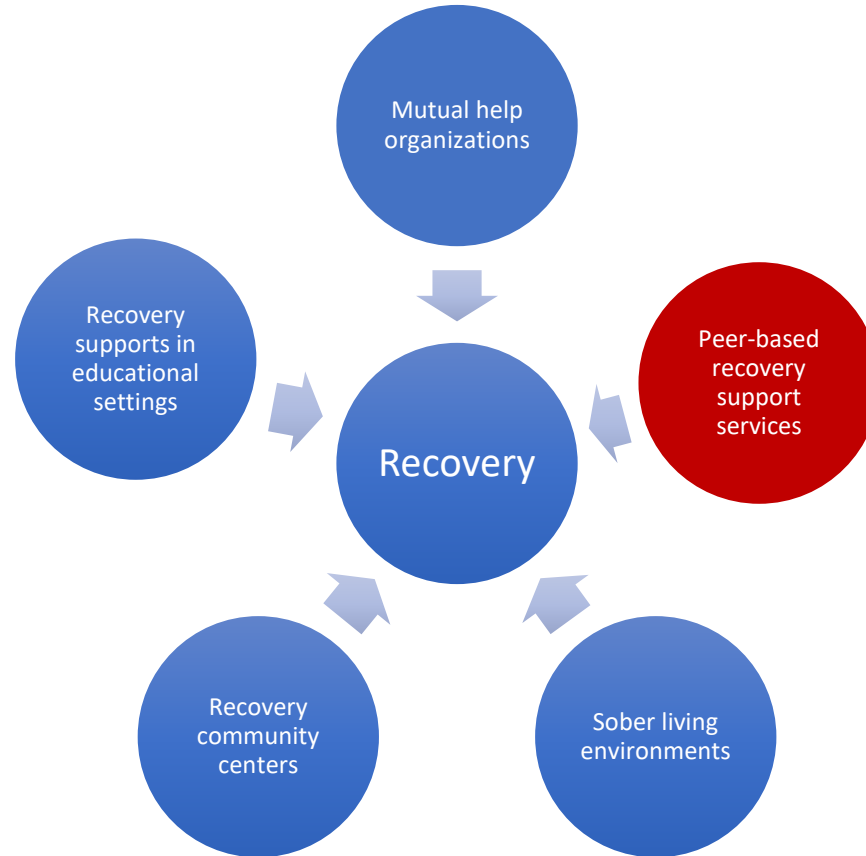 Mutual help
organizations
Recovery
supports in
educational
settings
Peer-based
recovery
support
services
Recovery
Recovery
community
centers
Sober living
environments